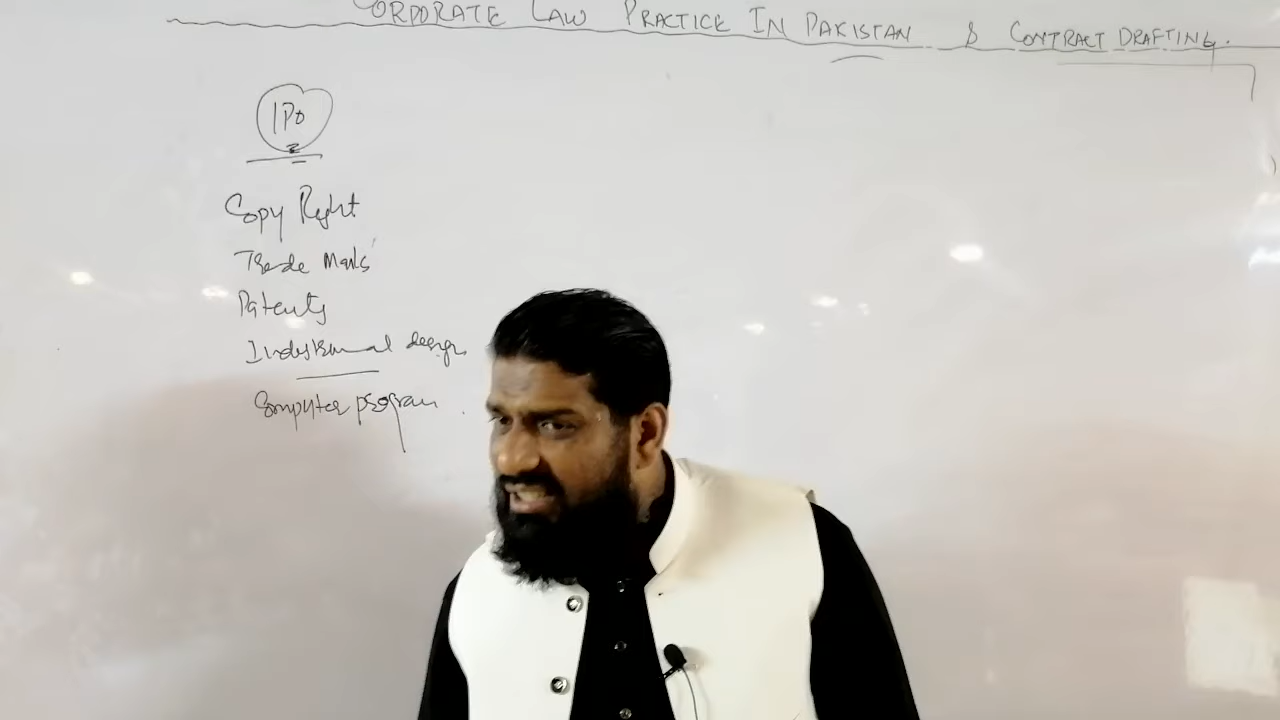 CORPORATE LAW PRACTICE IN PAKISTAN & CONTRACT DRAFTING.
IPO
Copy Right
Trade Marks
Patents
Industrial design
Computer program